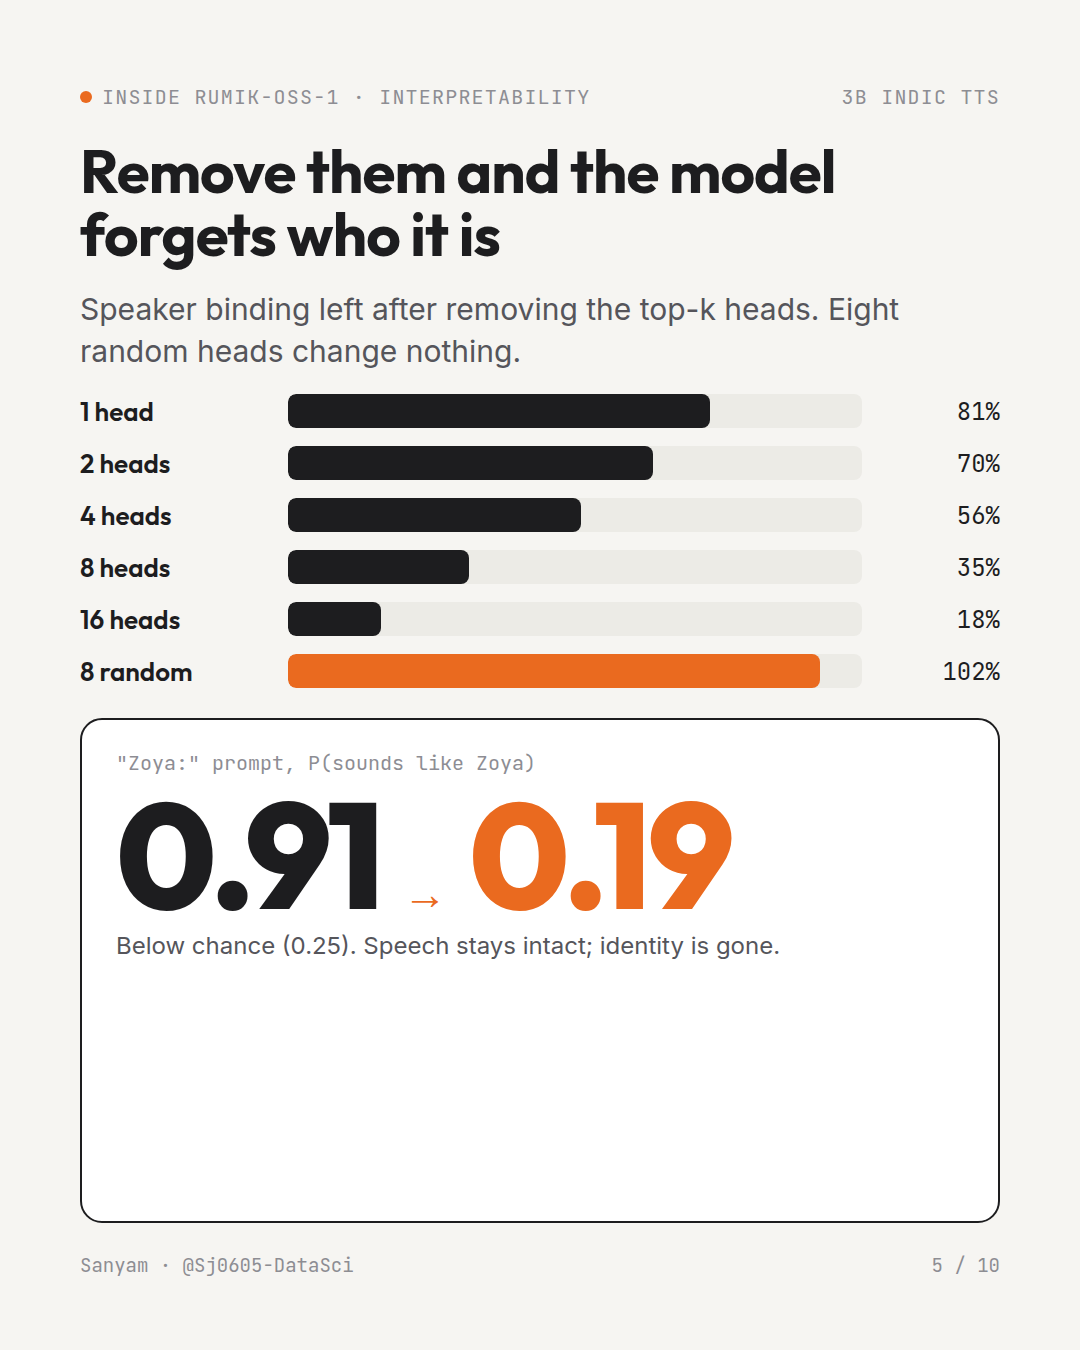 INSIDE RUMIK-OSS-1 · INTERPRETABILITY
3B INDIC TTS
Remove them and the model
forgets who it is
Speaker binding left after removing the top-k heads. Eight
random heads change nothing.
1 head 81%
2 heads 70%
4 heads 56%
8 heads 35%
16 heads 18%
8 random 102%
"Zoya:" prompt, P(sounds like Zoya)
0.91 → 0.19
Below chance (0.25). Speech stays intact; identity is gone.
Sanyam · @Sj0605-DataSci
5 / 10